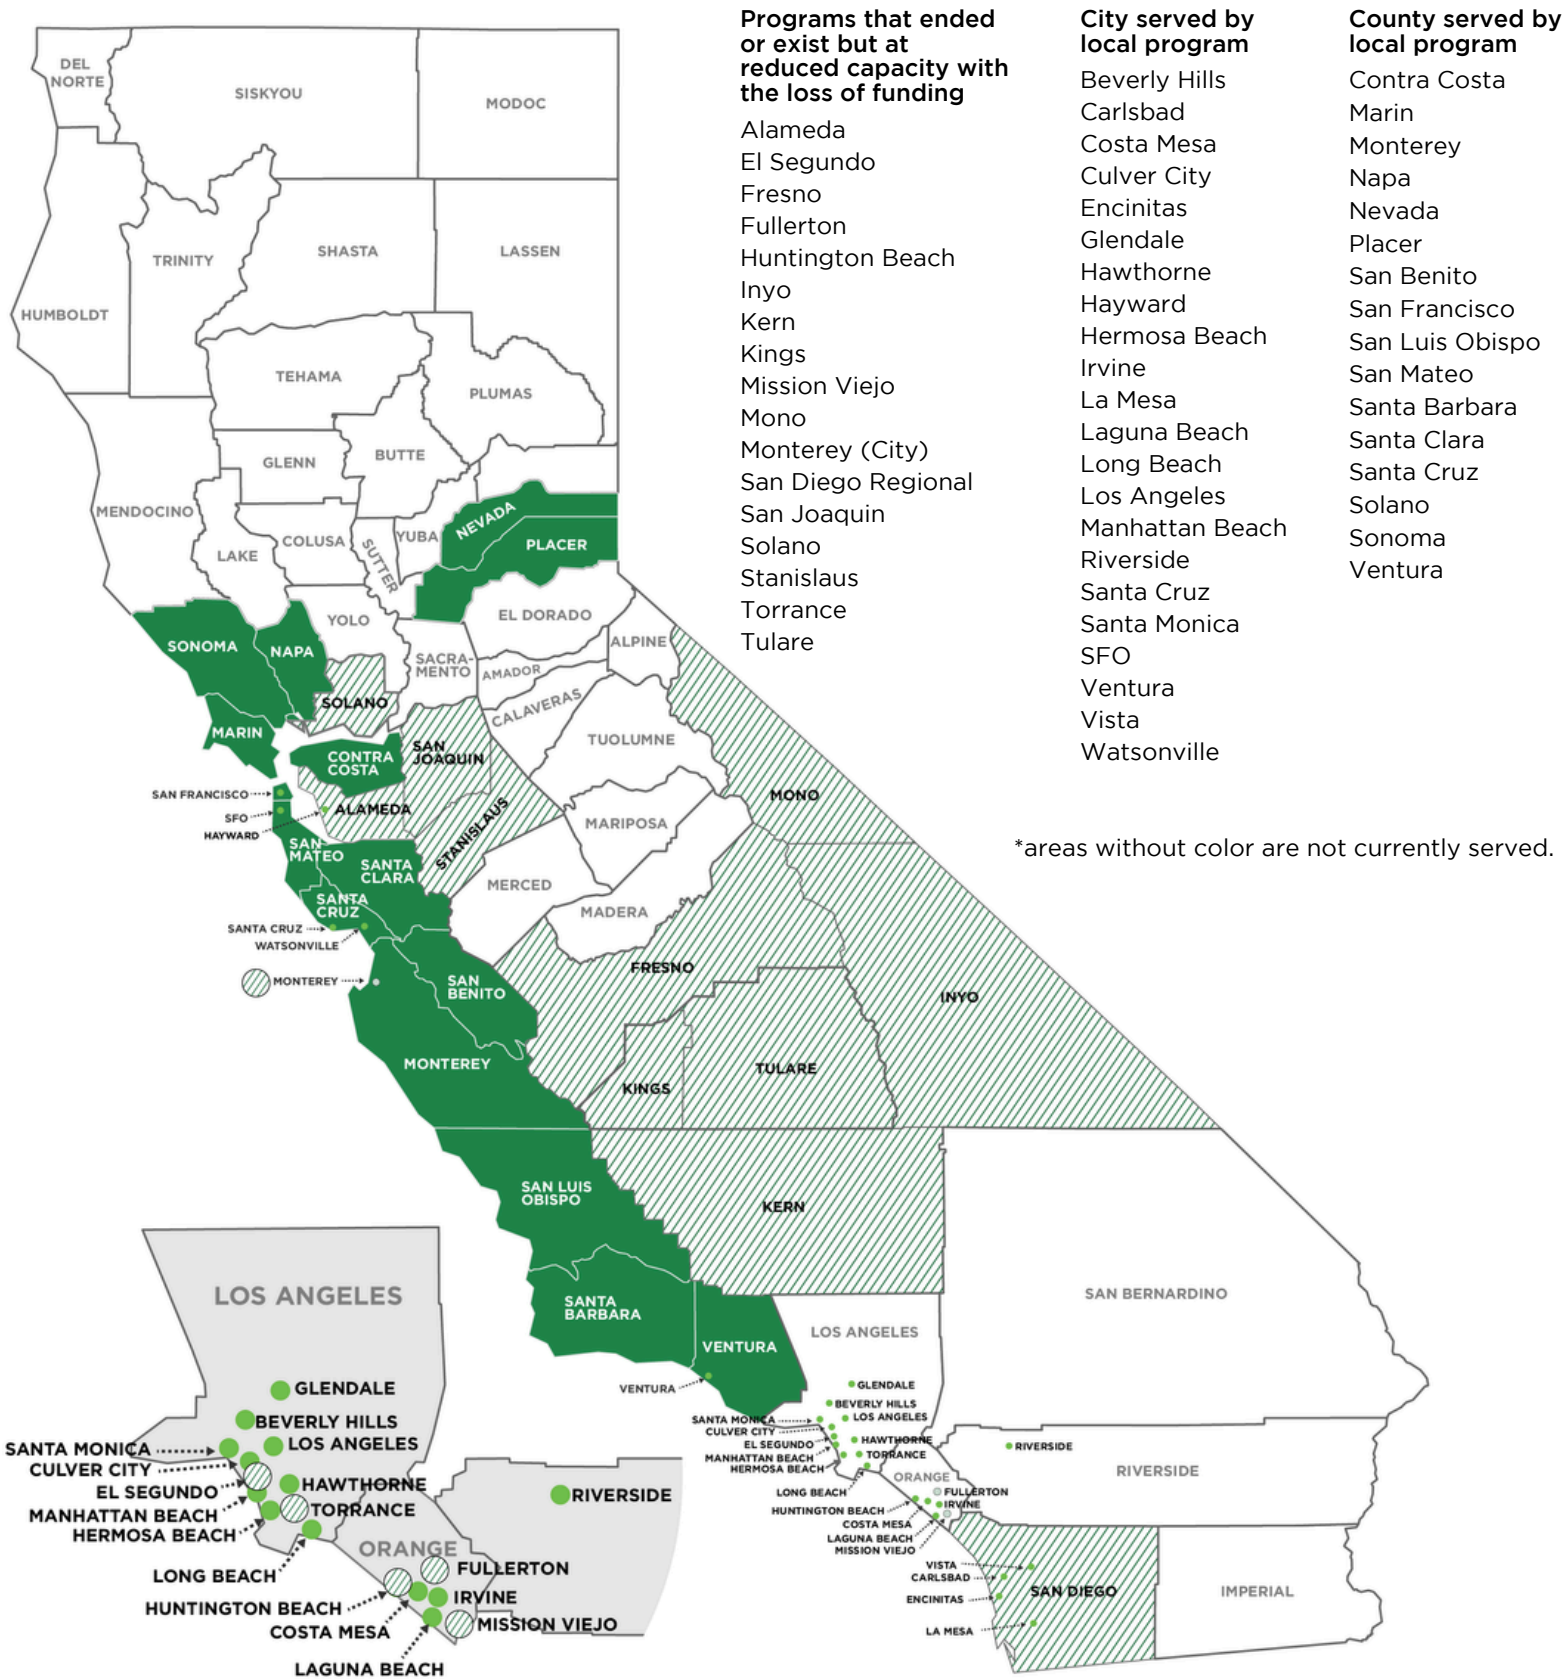 Programs that ended
or exist but at
reduced capacity with
the loss of funding
Alameda
El Segundo
Fresno
Fullerton
Huntington Beach
Inyo
Kern
Kings
Mission Viejo
Mono
Monterey (City)
San Diego Regional
San Joaquin
Solano
Stanislaus
Torrance
Tulare
City served by
local program
Beverly Hills
Carlsbad
Costa Mesa
Culver City
Encinitas
Glendale
Hawthorne
Hayward
Hermosa Beach
Irvine
La Mesa
Laguna Beach
Long Beach
Los Angeles
Manhattan Beach
Riverside
Santa Cruz
Santa Monica
SFO
Ventura
Vista
Watsonville
County served by
local program
Contra Costa
Marin
Monterey
Napa
Nevada
Placer
San Benito
San Francisco
San Luis Obispo
San Mateo
Santa Barbara
Santa Clara
Santa Cruz
Solano
Sonoma
Ventura
*areas without color are not currently served.
DEL
NORTE
SISKYOU
MODOC
HUMBOLDT
TRINITY
SHASTA
LASSEN
TEHAMA
PLUMAS
MENDOCINO
GLENN
BUTTE
LAKE
COLUSA
SUTTER
YUBA
NEVADA
PLACER
SONOMA
NAPA
YOLO
EL DORADO
SACRA-
MENTO
AMADOR
ALPINE
CALAVERAS
SOLANO
MARIN
CONTRA
COSTA
SAN
JOAQUIN
TUOLUMNE
MONO
SAN FRANCISCO
SFO
HAYWARD
ALAMEDA
STANISLAUS
MARIPOSA
SAN
MATEO
SANTA
CLARA
MERCED
SANTA
CRUZ
MADERA
SANTA CRUZ
WATSONVILLE
MONTEREY
SAN
BENITO
FRESNO
INYO
MONTEREY
KINGS
TULARE
SAN LUIS
OBISPO
KERN
SANTA
BARBARA
VENTURA
VENTURA
LOS ANGELES
SAN BERNARDINO
GLENDALE
BEVERLY HILLS
SANTA MONICA
LOS ANGELES
CULVER CITY
EL SEGUNDO
HAWTHORNE
MANHATTAN BEACH
TORRANCE
HERMOSA BEACH
LONG BEACH
ORANGE
FULLERTON
HUNTINGTON BEACH
IRVINE
COSTA MESA
LAGUNA BEACH
MISSION VIEJO
RIVERSIDE
RIVERSIDE
VISTA
CARLSBAD
ENCINITAS
SAN DIEGO
LA MESA
IMPERIAL
LOS ANGELES
GLENDALE
BEVERLY HILLS
SANTA MONICA
LOS ANGELES
CULVER CITY
EL SEGUNDO
HAWTHORNE
MANHATTAN BEACH
TORRANCE
HERMOSA BEACH
RIVERSIDE
LONG BEACH
ORANGE
FULLERTON
HUNTINGTON BEACH
IRVINE
COSTA MESA
MISSION VIEJO
LAGUNA BEACH